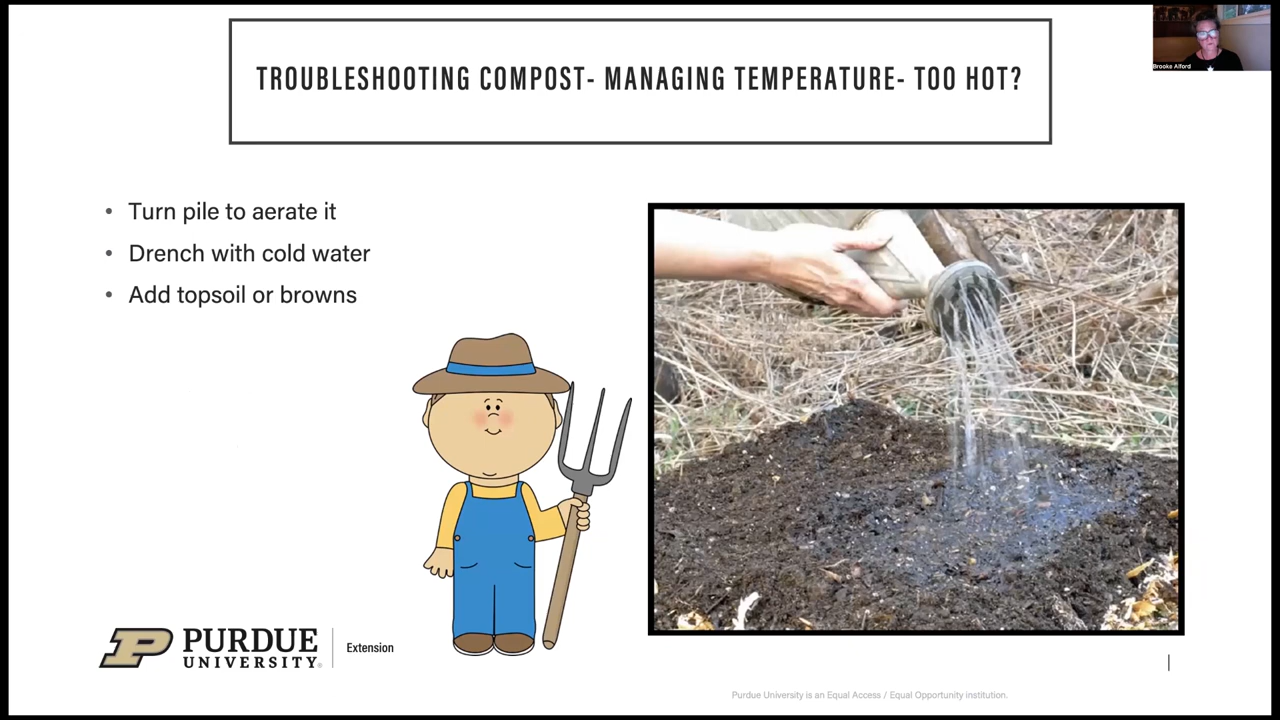 TROUBLESHOOTING COMPOST- MANAGING TEMPERATURE- TOO HOT?
Brooke Alford
• Turn pile to aerate it
• Drench with cold water
• Add topsoil or browns
PURDUE
UNIVERSITY®
Extension
Purdue University is an Equal Access / Equal Opportunity institution.